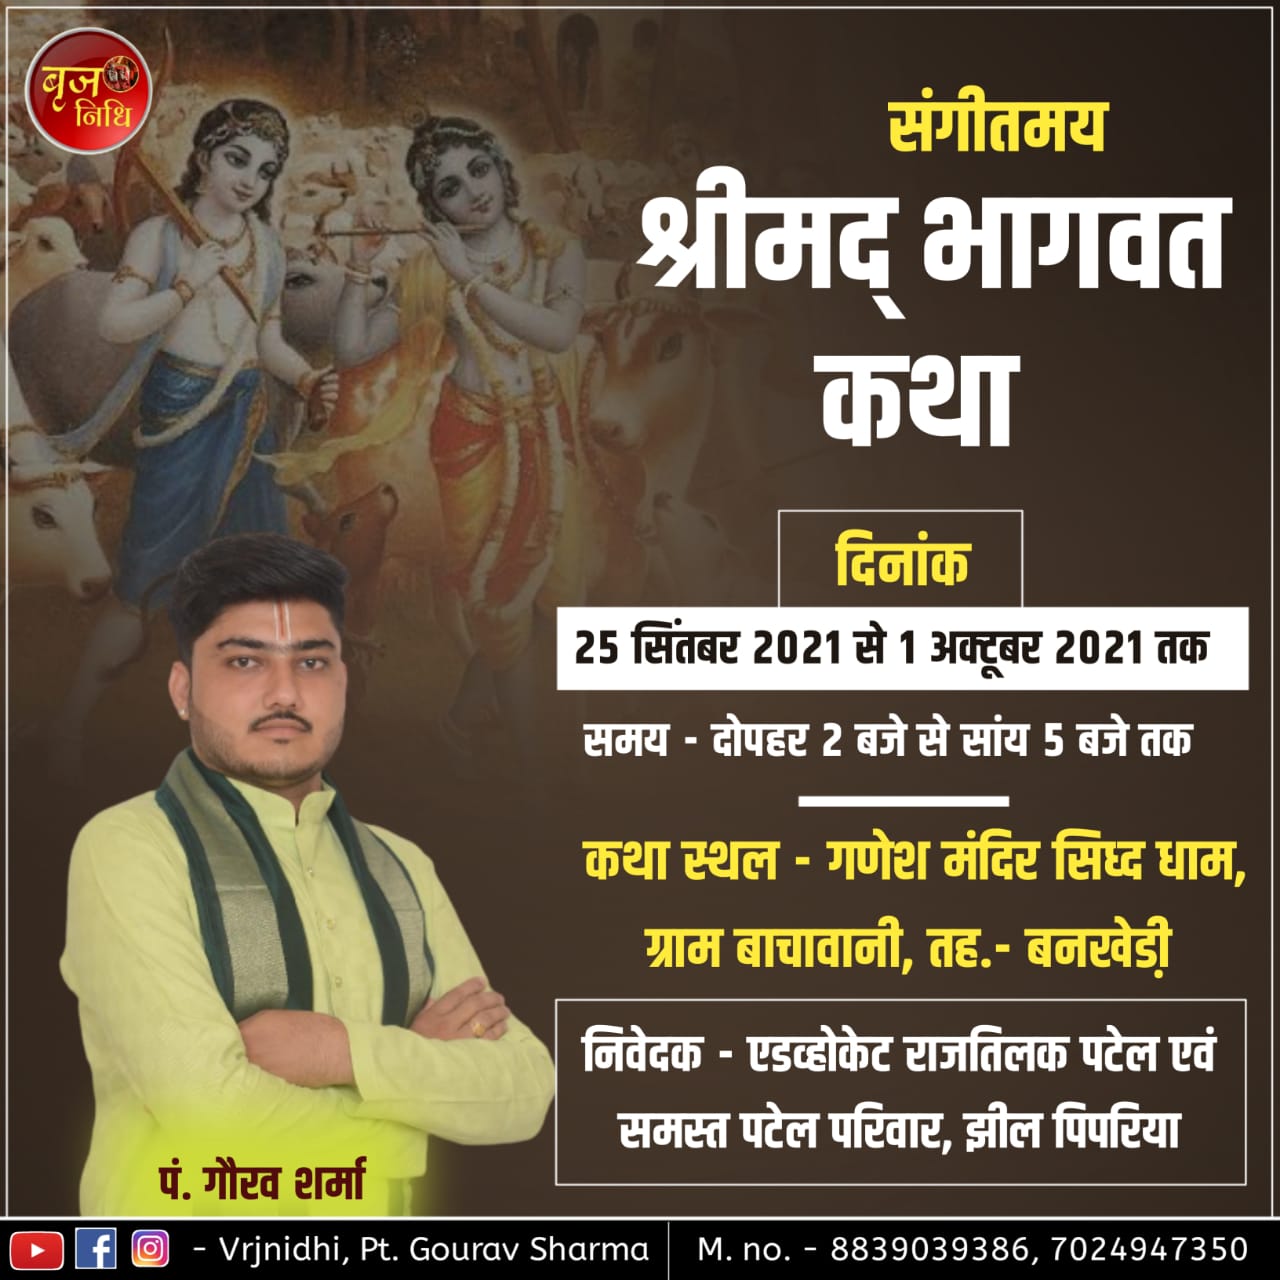 बृज
निधि
संगीतमय
श्रीमद् भागवत
कथा
दिनांक
25 सिंतबर 2021 से 1 अक्टूबर 2021 तक
समय - दोपहर 2 बजे से सांय 5 बजे तक
कथा स्थल - गणेश मंदिर सिध्द धाम,
ग्राम बाचावानी, तह.- बनखेड़ी
निवेदक - एडव्होकेट राजतिलक पटेल एवं
समस्त पटेल परिवार, झील पिपरिया
पं. गौरव शर्मा
- Vrjnidhi, Pt. Gourav Sharma
M. no. - 8839039386, 7024947350